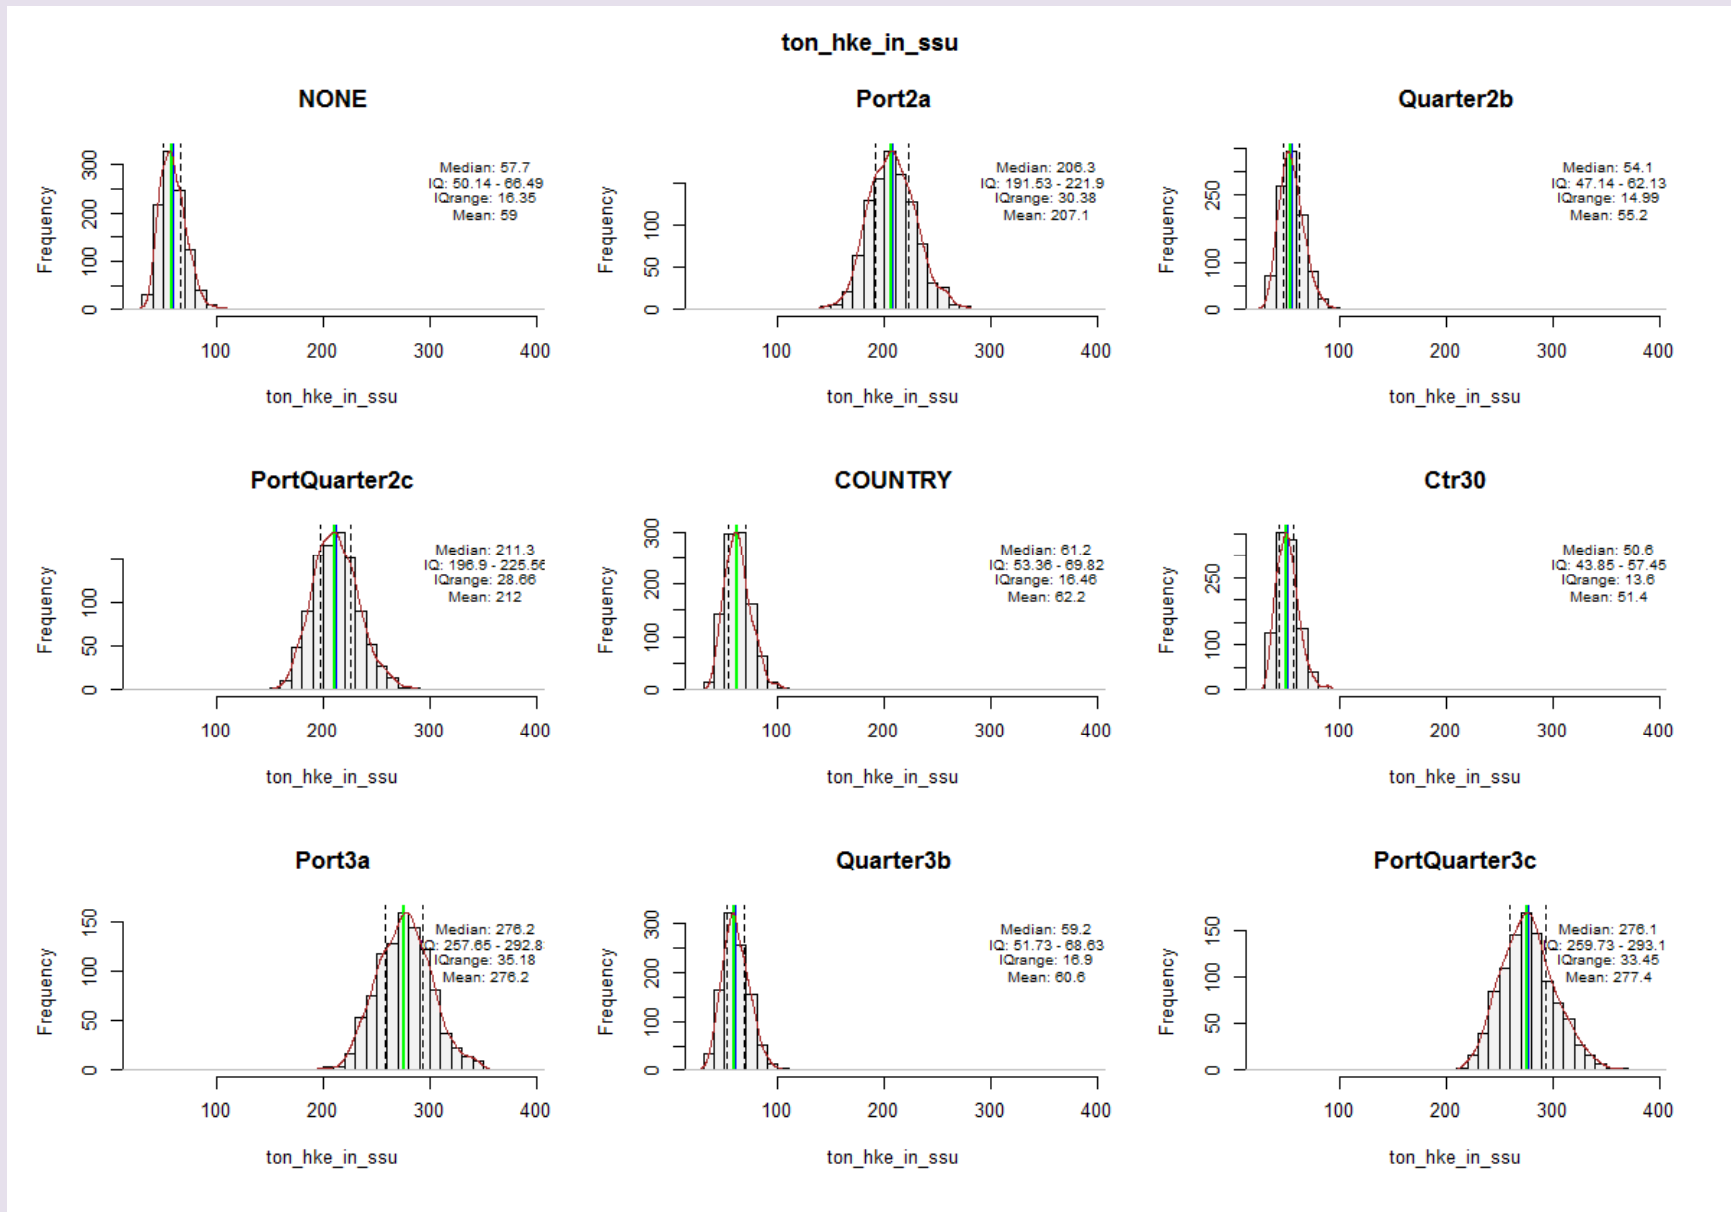 ton_hke_in_ssu
NONE
Frequency
0 100 200 300
Median: 57.7
IQ: 50.14 - 66.49
IQrange: 16.35
Mean: 59
100 200 300 400
ton_hke_in_ssu
Port2a
Frequency
0 50 100
Median: 206.3
IQ: 191.53 - 221.9
IQrange: 30.38
Mean: 207.1
100 200 300 400
ton_hke_in_ssu
Quarter2b
Frequency
0 100 250
Median: 54.1
IQ: 47.14 - 62.13
IQrange: 14.99
Mean: 55.2
100 200 300 400
ton_hke_in_ssu
PortQuarter2c
Frequency
0 50 100
Median: 211.3
IQ: 196.9 - 225.56
IQrange: 28.66
Mean: 212
100 200 300 400
ton_hke_in_ssu
COUNTRY
Frequency
0 100 200 300
Median: 61.2
IQ: 53.36 - 69.82
IQrange: 16.46
Mean: 62.2
100 200 300 400
ton_hke_in_ssu
Ctr30
Frequency
0 100 250
Median: 50.6
IQ: 43.85 - 57.45
IQrange: 13.6
Mean: 51.4
100 200 300 400
ton_hke_in_ssu
Port3a
Frequency
0 50 100 150
Median: 276.2
Q: 257.65 - 292.8
IQrange: 35.18
Mean: 276.2
100 200 300 400
ton_hke_in_ssu
Quarter3b
Frequency
0 100 200 300
Median: 59.2
IQ: 51.73 - 68.63
IQrange: 16.9
Mean: 60.6
100 200 300 400
ton_hke_in_ssu
PortQuarter3c
Frequency
0 50 100 150
Median: 276.1
IQ: 259.73 - 293.1
IQrange: 33.45
Mean: 277.4
100 200 300 400
ton_hke_in_ssu